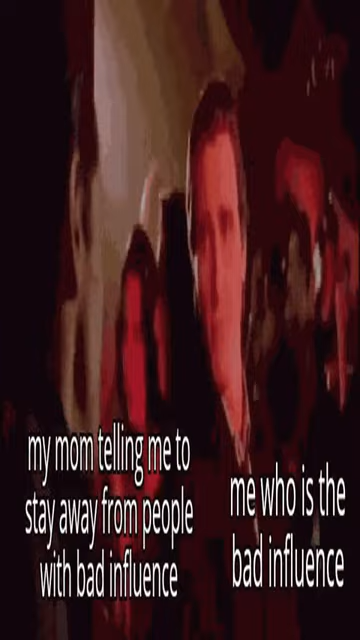 my mom telling me to
stay away from people
with bad influence
me who is the
bad influence